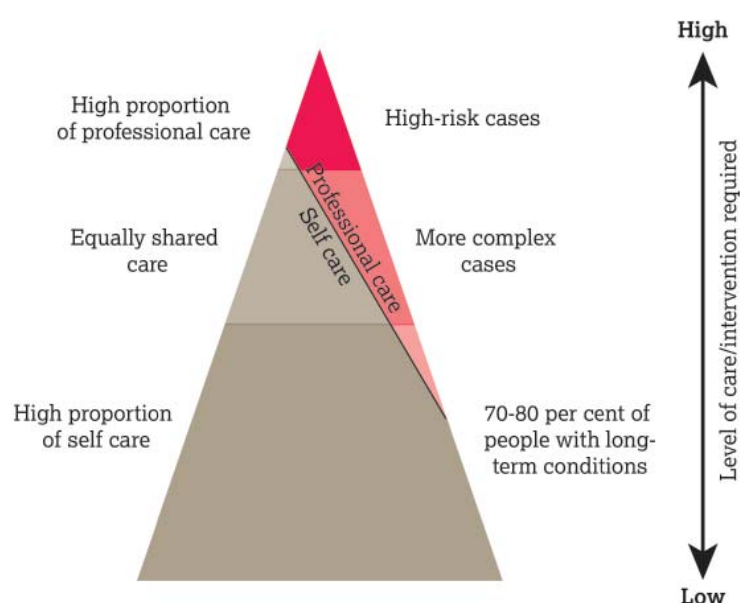 High
High proportion
of professional care
High-risk cases
Professional care
Self care
Equally shared
care
More complex
cases
High proportion
of self care
70-80 per cent of
people with long-
term conditions
Level of care/intervention required
Low